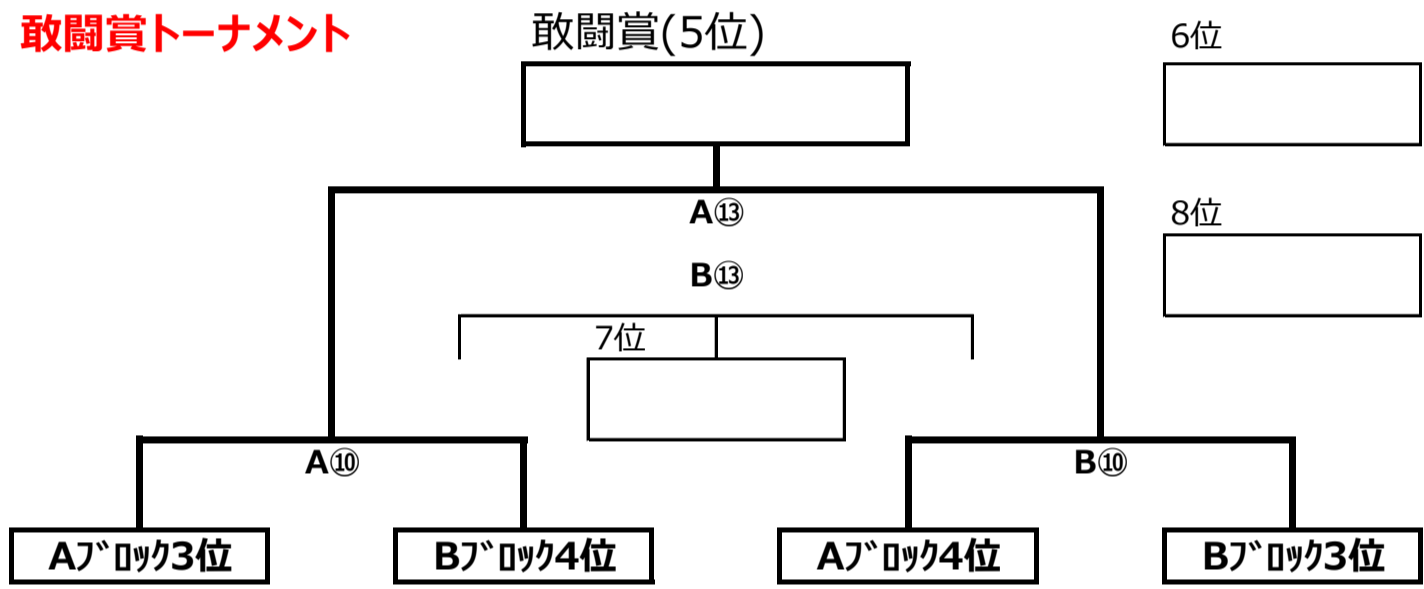 敢闘賞トーナメント
敢闘賞(5位)
6位
A⑬
8位
B⑬
7位
A⑩
B⑩
Aﾌﾞﾛｯｸ3位
Bﾌﾞﾛｯｸ4位
Aﾌﾞﾛｯｸ4位
Bﾌﾞﾛｯｸ3位